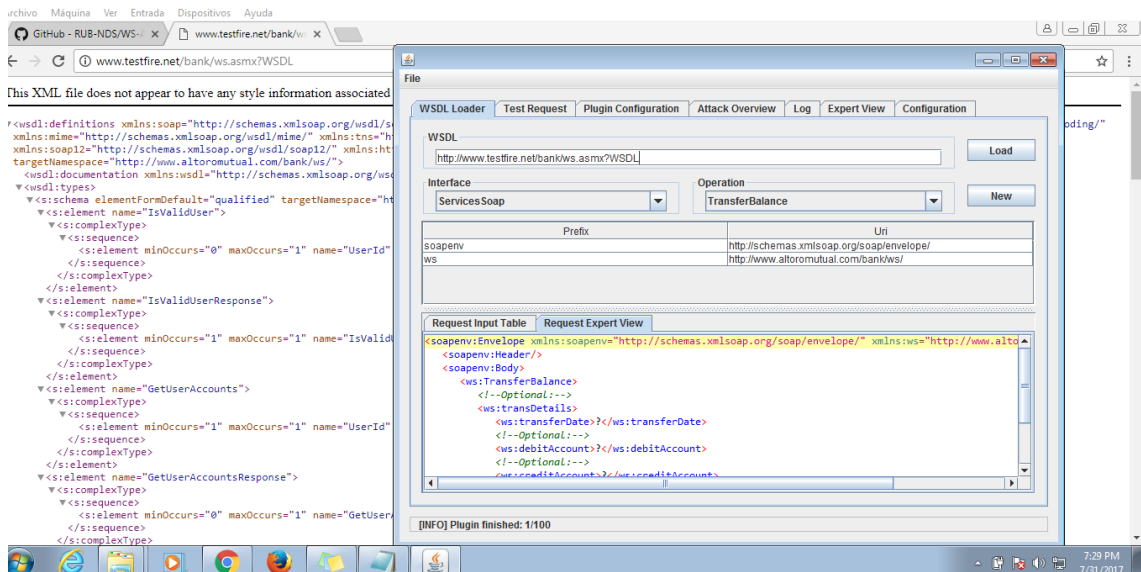 Archivo Máquina Ver Entrada Dispositivos Ayuda
GitHub - RUB-NDS/WS-A
www.testfire.net/bank/w
www.testfire.net/bank/ws.asmx?WSDL
This XML file does not appear to have any style information associated
▼<wsdl:definitions xmlns:soap="http://schemas.xmlsoap.org/wsdl/s
oding/"
xmlns:mime="http://schemas.xmlsoap.org/wsdl/mime/" xmlns:tns="h
xmlns:soap12="http://schemas.xmlsoap.org/wsdl/soap12/" xmlns:ht
targetNamespace="http://www.altoromutual.com/bank/ws/">
<wsdl:documentation xmlns:wsdl="http://schemas.xmlsoap.org/wsd
▼<wsdl:types>
▼<s:schema elementFormDefault="qualified" targetNamespace="ht
▼<s:element name="IsValidUser">
▼<s:complexType>
▼<s:sequence>
<s:element minOccurs="0" maxOccurs="1" name="UserId"
</s:sequence>
</s:complexType>
</s:element>
▼<s:element name="IsValidUserResponse">
▼<s:complexType>
▼<s:sequence>
<s:element minOccurs="1" maxOccurs="1" name="IsValidU
</s:sequence>
</s:complexType>
</s:element>
▼<s:element name="GetUserAccounts">
▼<s:complexType>
▼<s:sequence>
<s:element minOccurs="1" maxOccurs="1" name="UserId"
</s:sequence>
</s:complexType>
</s:element>
▼<s:element name="GetUserAccountsResponse">
▼<s:complexType>
▼<s:sequence>
<s:element minOccurs="0" maxOccurs="1" name="GetUserA
</s:sequence>
</s:complexType>
File
WSDL Loader Test Request Plugin Configuration Attack Overview Log Expert View Configuration
WSDL
http://www.testfire.net/bank/ws.asmx?WSDL
Load
Interface Operation
ServicesSoap TransferBalance New
Prefix Uri
soapenv http://schemas.xmlsoap.org/soap/envelope/
ws http://www.altoromutual.com/bank/ws/
Request Input Table Request Expert View
<soapenv:Envelope xmlns:soapenv="http://schemas.xmlsoap.org/soap/envelope/" xmlns:ws="http://www.alto
<soapenv:Header/>
<soapenv:Body>
<ws:TransferBalance>
<!--Optional:-->
<ws:transDetails>
<ws:transferDate>?</ws:transferDate>
<!--Optional:-->
<ws:debitAccount>?</ws:debitAccount>
<!--Optional:-->
<ws:creditAccount>?</ws:creditAccount>
[INFO] Plugin finished: 1/100
7:29 PM
7/31/2017